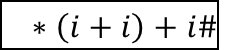 * (i + i) + i#